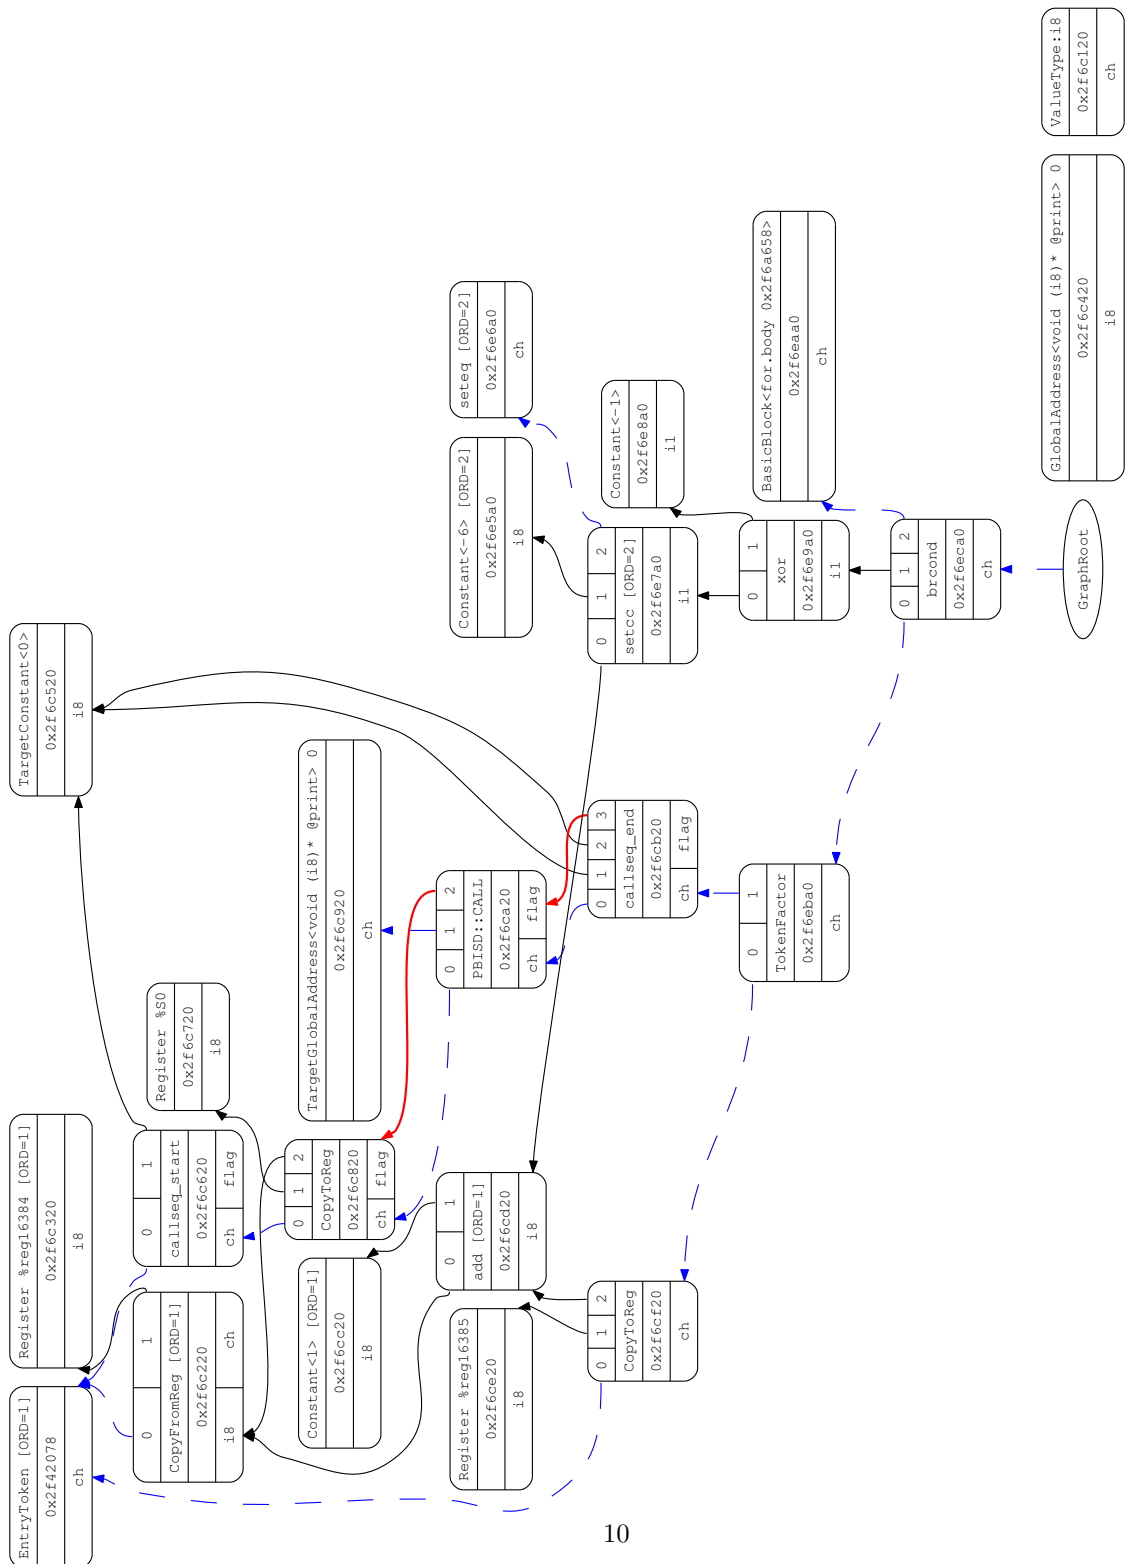 EntryToken [ORD=1]
0x2f42078
ch
Register %reg16384 [ORD=1]
0x2f6c320
i8
TargetConstant<0>
0x2f6c520
i8
0
1
CopyFromReg [ORD=1]
0x2f6c220
i8
ch
0
1
callseq_start
0x2f6c620
ch
flag
Register %S0
0x2f6c720
i8
Constant<1> [ORD=1]
0x2f6cc20
i8
0
1
2
CopyToReg
0x2f6c820
ch
flag
TargetGlobalAddress<void (i8)* @print> 0
0x2f6c920
ch
Register %reg16385
0x2f6ce20
i8
0
1
add [ORD=1]
0x2f6cd20
i8
0
1
2
PBISD::CALL
0x2f6ca20
ch
flag
Constant<-6> [ORD=2]
0x2f6e5a0
i8
seteq [ORD=2]
0x2f6e6a0
ch
0
1
2
CopyToReg
0x2f6cf20
ch
0
1
2
3
callseq_end
0x2f6cb20
ch
flag
0
1
2
setcc [ORD=2]
0x2f6e7a0
i1
Constant<-1>
0x2f6e8a0
i1
0
1
TokenFactor
0x2f6eba0
ch
0
1
xor
0x2f6e9a0
i1
BasicBlock<for.body 0x2f6a658>
0x2f6eaa0
ch
0
1
2
brcond
0x2f6eca0
ch
GraphRoot
GlobalAddress<void (i8)* @print> 0
0x2f6c420
i8
ValueType:i8
0x2f6c120
ch
10